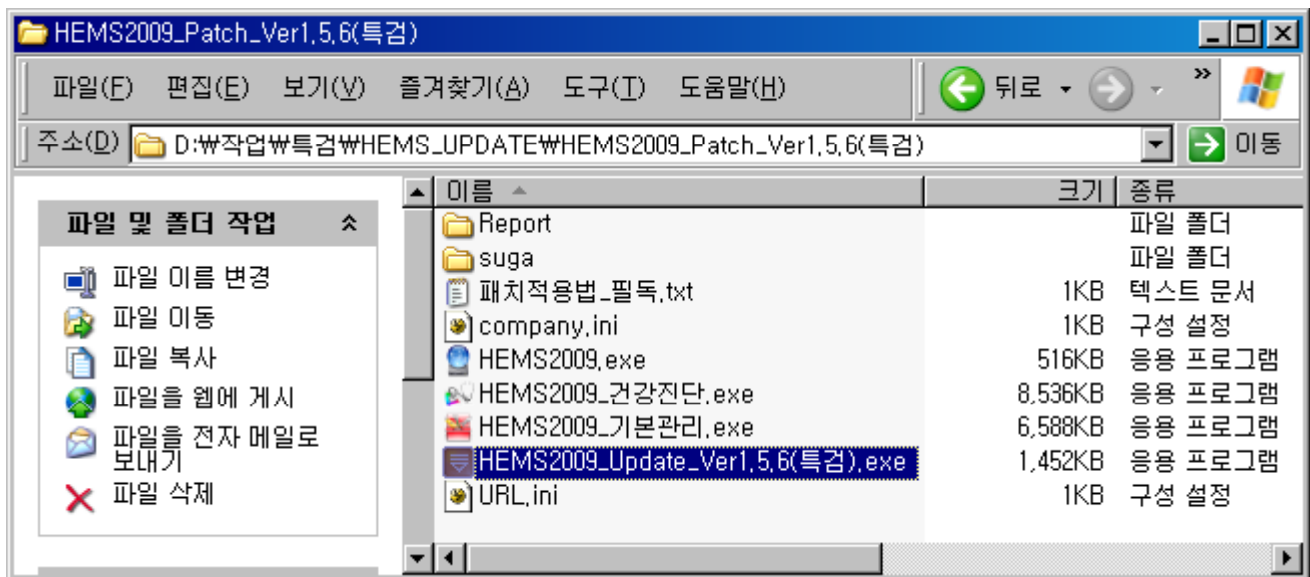 HEMS2009_Patch_Ver1.5.6(특검)
파일(F) 편집(E) 보기(V) 즐겨찾기(A) 도구(T) 도움말(H) 뒤로 »
주소(D) D:₩작업₩특검₩HEMS_UPDATE₩HEMS2009_Patch_Ver1.5.6(특검) 이동
파일 및 폴더 작업
파일 이름 변경
파일 이동
파일 복사
파일을 웹에 게시
파일을 전자 메일로
보내기
파일 삭제
이름 크기 종류
Report 파일 폴더
suga 파일 폴더
패치적용법_필독.txt 1KB 텍스트 문서
company.ini 1KB 구성 설정
HEMS2009.exe 516KB 응용 프로그램
HEMS2009_건강진단.exe 8,536KB 응용 프로그램
HEMS2009_기본관리.exe 6,588KB 응용 프로그램
HEMS2009_Update_Ver1.5.6(특검).exe 1,452KB 응용 프로그램
URL.ini 1KB 구성 설정